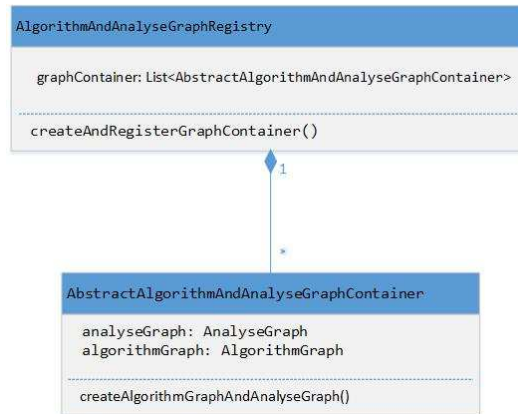 AlgorithmAndAnalyseGraphRegistry
graphContainer: List<AbstractAlgorithmAndAnalyseGraphContainer>
createAndRegisterGraphContainer()
1
*
AbstractAlgorithmAndAnalyseGraphContainer
analyseGraph: AnalyseGraph
algorithmGraph: AlgorithmGraph
createAlgorithmGraphAndAnalyseGraph()